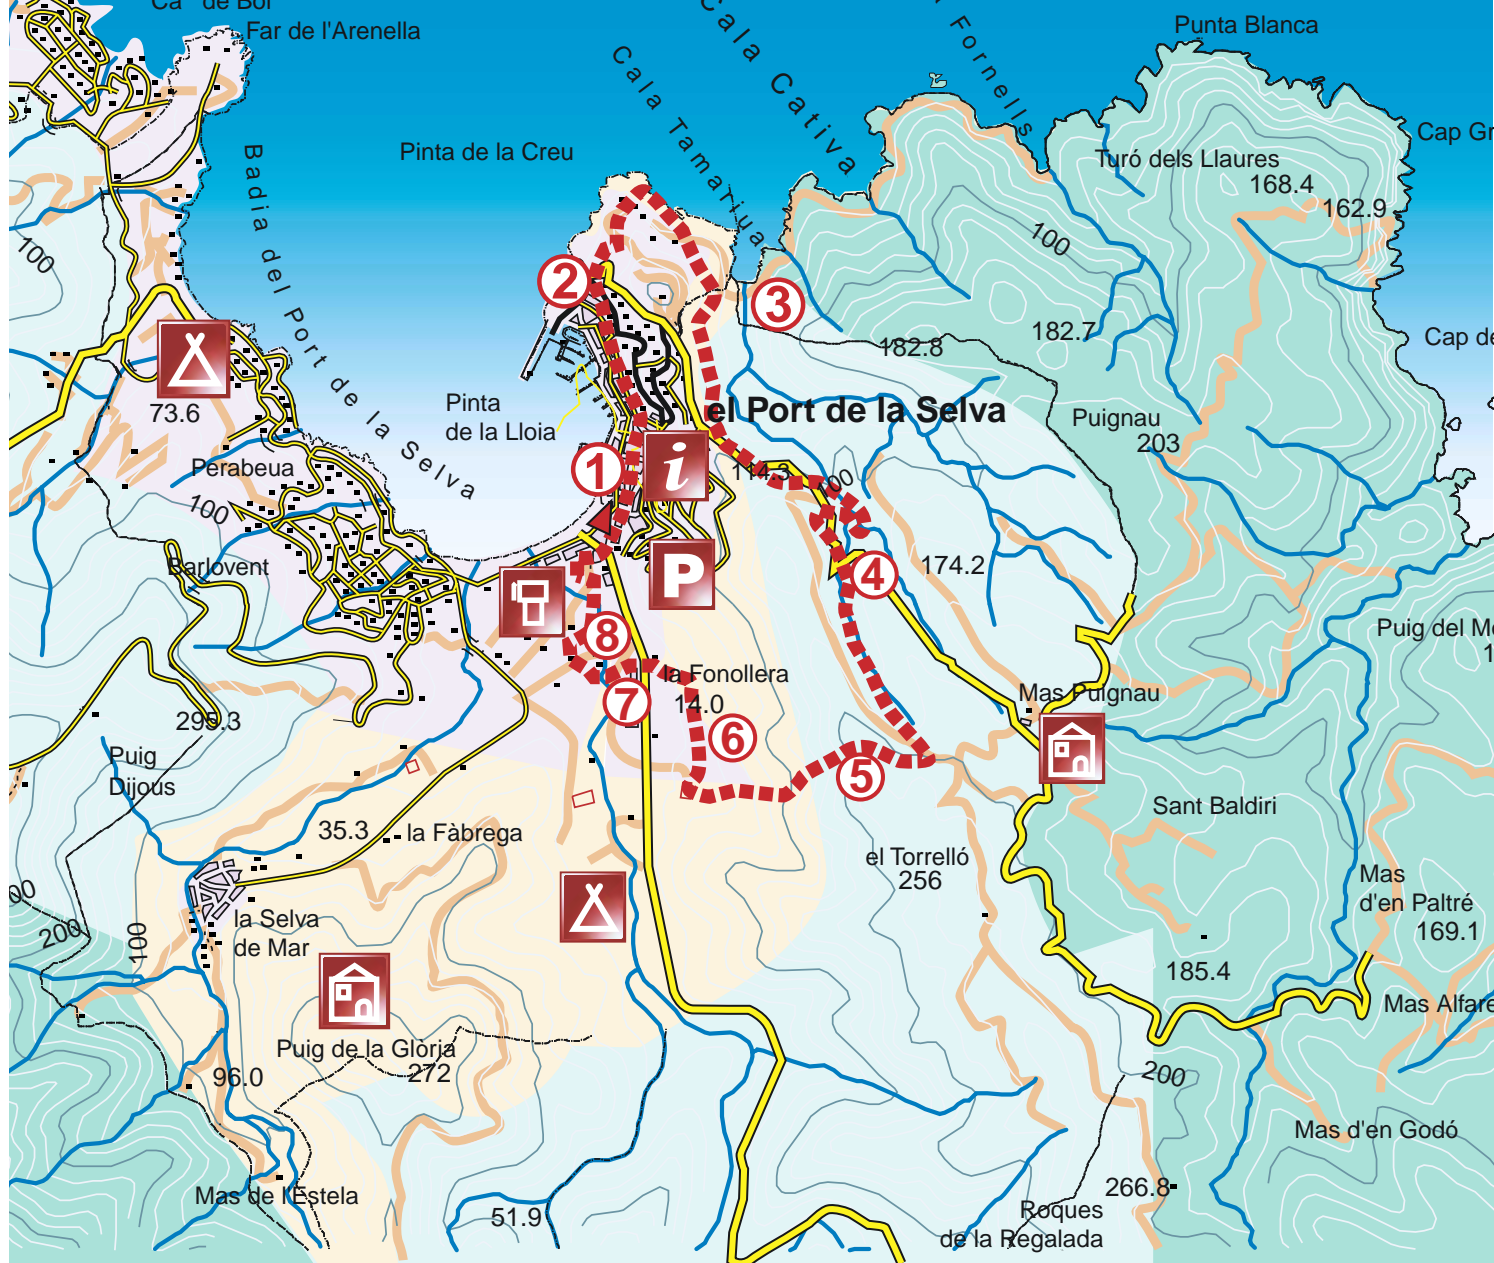 Far de l'Arenella
Punta Blanca
Cala Cativa
Fornells
Cala Tamariua
Cap
Pinta de la Creu
Turó dels Llaures
168.4
162.9
Badia del Port de la Selva
100
100
2
3
182.7
182.8
Cap
73.6
Pinta
de la Lloia
el Port de la Selva
Puignau
203
Perabeua
1
i
114.3
100
100
Barlovent
P
4
174.2
8
Puig del
la Fonollera
14.0
7
Mas Puignau
295.3
6
Puig
Dijous
5
Sant Baldiri
35.3
la Fàbrega
el Torrelló
256
Mas
d'en Paltré
169.1
200
100
la Selva
de Mar
185.4
Mas
Puig de la Glòria
272
96.0
200
Mas d'en Godó
Mas de l'Estela
51.9
266.8
Roques
de la Regalada